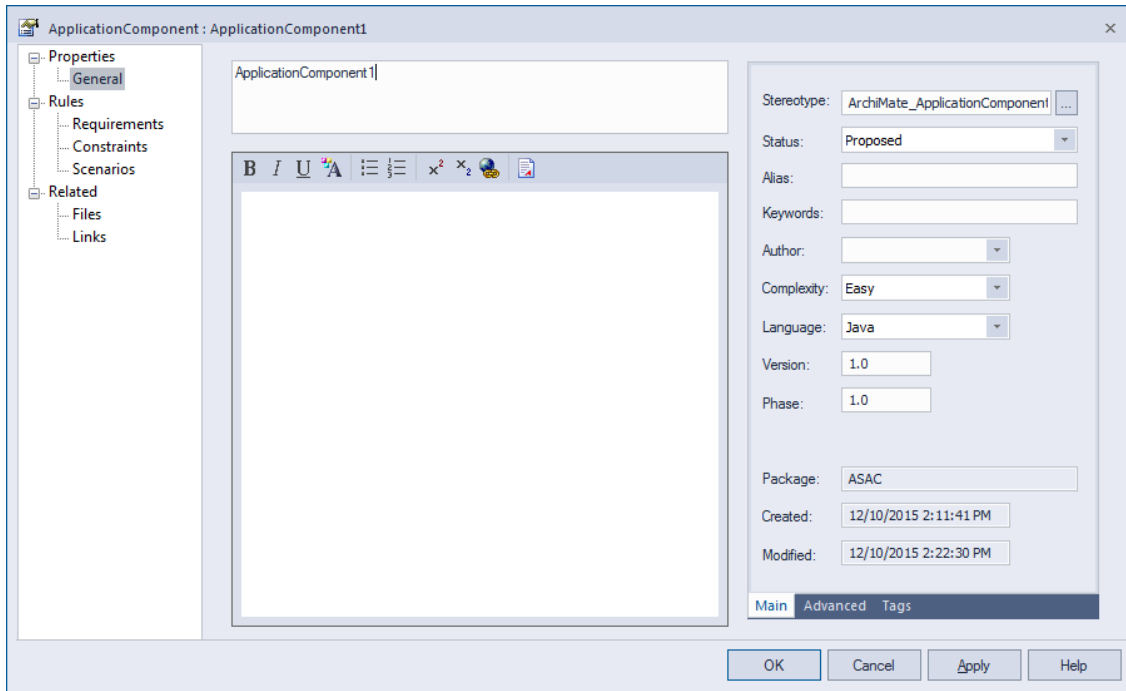 ApplicationComponent : ApplicationComponent1
Properties
General
Rules
Requirements
Constraints
Scenarios
Related
Files
Links
ApplicationComponent1
B I U A x² x₂
Stereotype: ArchiMate_ApplicationComponent ...
Status: Proposed
Alias:
Keywords:
Author:
Complexity: Easy
Language: Java
Version: 1.0
Phase: 1.0
Package: ASAC
Created: 12/10/2015 2:11:41 PM
Modified: 12/10/2015 2:22:30 PM
Main Advanced Tags
OK Cancel Apply Help